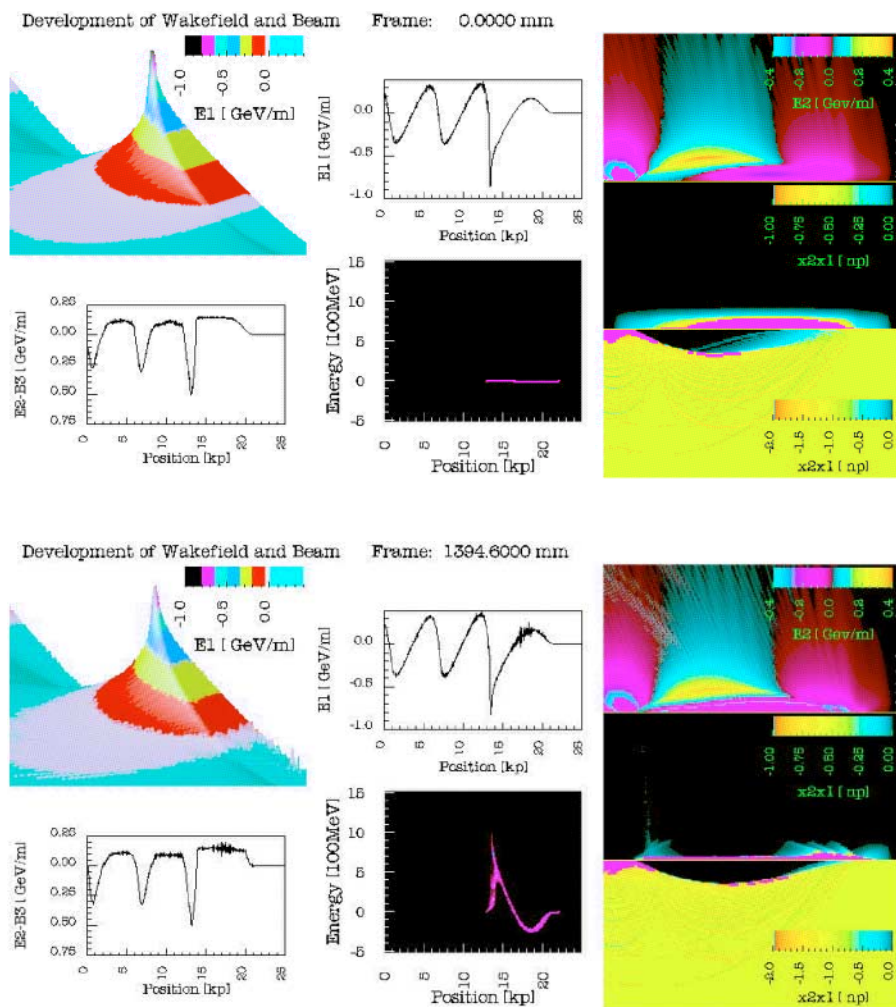 Development of Wakefield and Beam Frame: 0.0000 mm
-1.0
-0.5
0.0
E1 [ GeV/m ]
0.0
-0.5
-1.0
E1 [ GeV/m ]
0 5 10 15 20 25
Position [kp]
-0.4 -0.2 0.0 0.2 0.4
E2 [ Gev/m ]
-1.00 -0.75 -0.50 -0.25 0.00
x2x1 [ np ]
0.25
0.00
0.25
0.50
0.75
E2-B3 [ GeV/m ]
0 5 10 15 20 25
Position [kp]
15
10
5
0
-5
Energy [100MeV]
0 5 10 15 20 25
Position [kp]
-2.0 -1.5 -1.0 -0.5 0.0
x2x1 [ np ]
Development of Wakefield and Beam Frame: 1394.6000 mm
-1.0
-0.5
0.0
E1 [ GeV/m ]
0.0
-0.5
-1.0
E1 [ GeV/m ]
0 5 10 15 20 25
Position [kp]
-0.4 -0.2 0.0 0.2 0.4
E2 [ Gev/m ]
-1.00 -0.75 -0.50 -0.25 0.00
x2x1 [ np ]
0.25
0.00
0.25
0.50
0.75
E2-B3 [ GeV/m ]
0 5 10 15 20 25
Position [kp]
15
10
5
0
-5
Energy [100MeV]
0 5 10 15 20 25
Position [kp]
-2.0 -1.5 -1.0 -0.5 0.0
x2x1 [ np ]